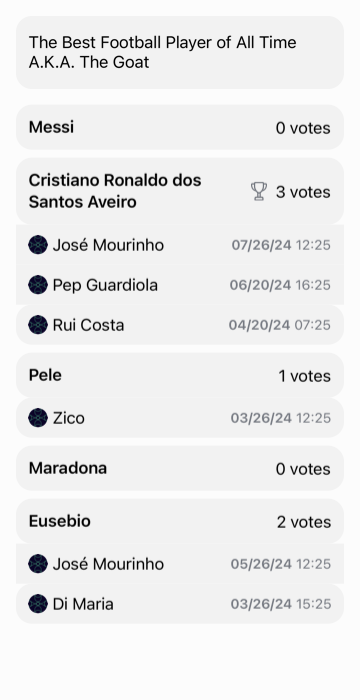 The Best Football Player of All Time
A.K.A. The Goat
Messi 0 votes
Cristiano Ronaldo dos
Santos Aveiro 3 votes
José Mourinho 07/26/24 12:25
Pep Guardiola 06/20/24 16:25
Rui Costa 04/20/24 07:25
Pele 1 votes
Zico 03/26/24 12:25
Maradona 0 votes
Eusebio 2 votes
José Mourinho 05/26/24 12:25
Di Maria 03/26/24 15:25